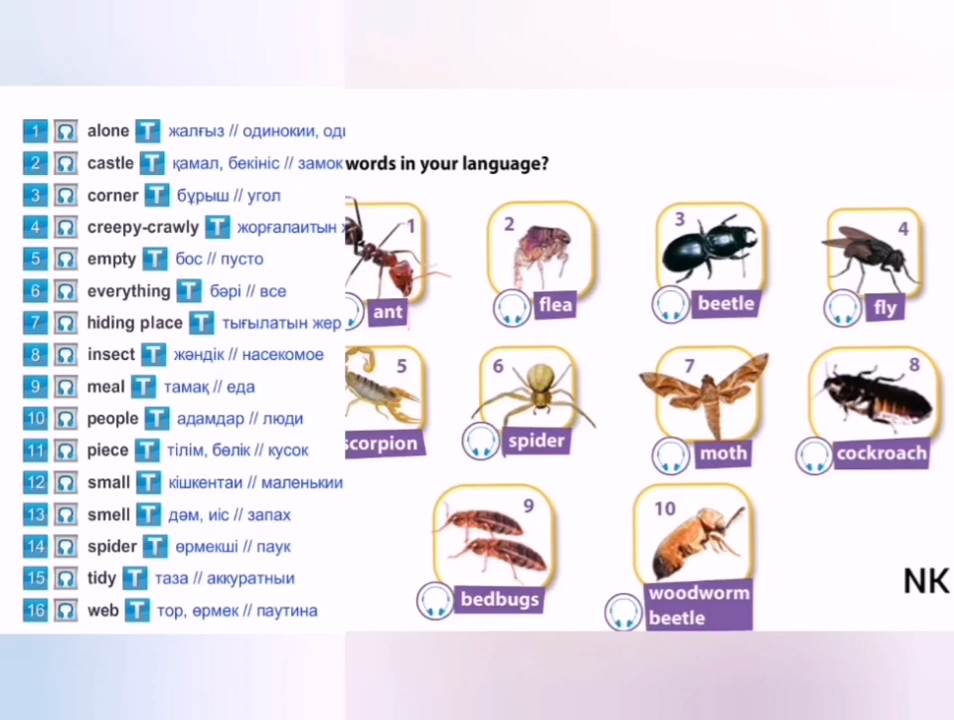 1 alone T жалғыз // одинокии, оді
2 castle T қамал, бекініс // замок
3 corner T бұрыш // угол
4 creepy-crawly T жорғалаитын
5 empty T бос // пусто
6 everything T бәрі // все
7 hiding place T тығылатын жер
8 insect T жәндік // насекомое
9 meal T тамақ // еда
10 people T адамдар // люди
11 piece T тілім, бөлік // кусок
12 small T кішкентаи // маленькии
13 smell T дәм, иіс // запах
14 spider T өрмекші // паук
15 tidy T таза // аккуратныи
16 web T тор, өрмек // паутина
words in your language?
1
ant
2
flea
3
beetle
4
fly
5
scorpion
6
spider
7
moth
8
cockroach
9
bedbugs
10
woodworm
beetle
NK